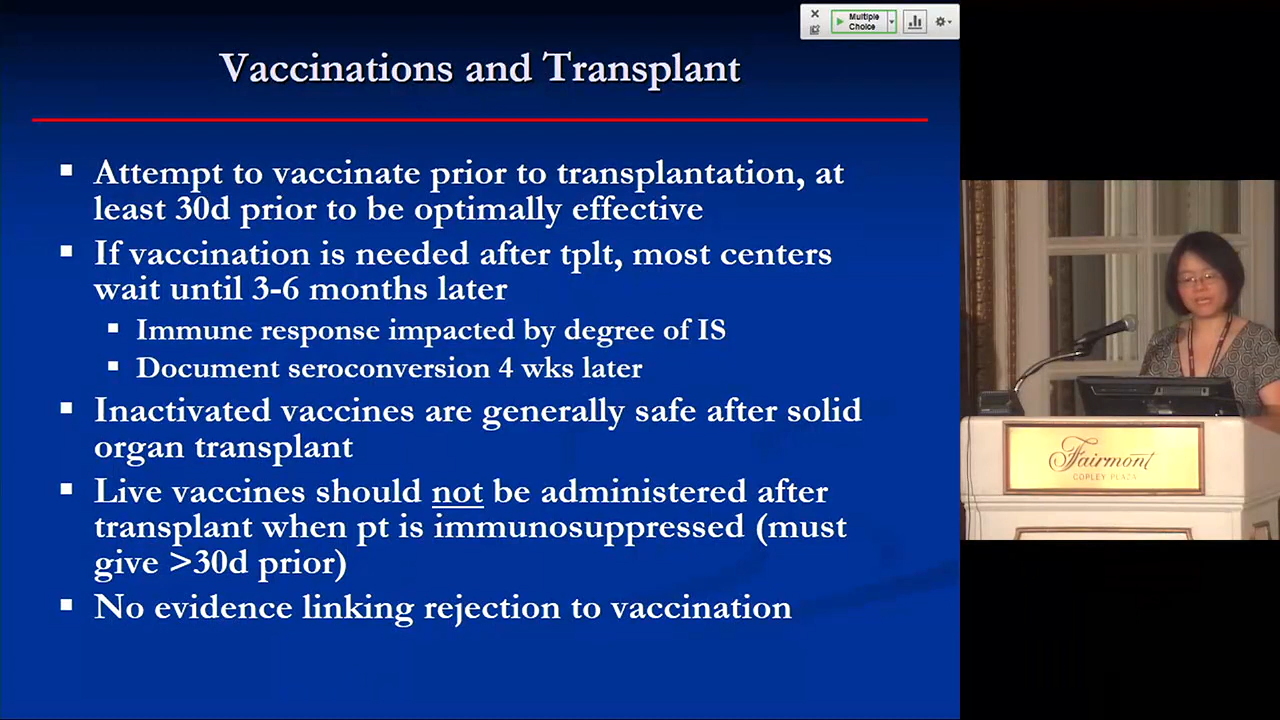 Multiple
Choice
Vaccinations and Transplant
▪ Attempt to vaccinate prior to transplantation, at
least 30d prior to be optimally effective
▪ If vaccination is needed after tplt, most centers
wait until 3-6 months later
▪ Immune response impacted by degree of IS
▪ Document seroconversion 4 wks later
▪ Inactivated vaccines are generally safe after solid
organ transplant
▪ Live vaccines should not be administered after
transplant when pt is immunosuppressed (must
give >30d prior)
▪ No evidence linking rejection to vaccination
Fairmont
COPLEY PLAZA